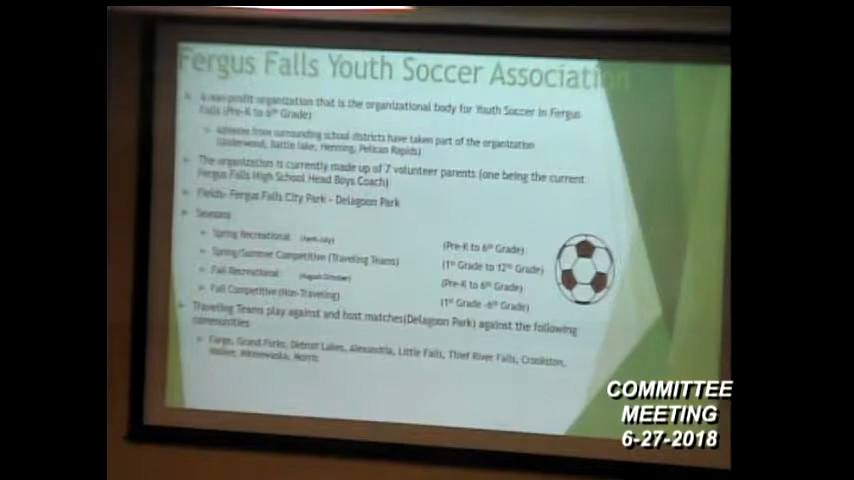 Fergus Falls Youth Soccer Association
A non-profit organization that is the organizational body for Youth Soccer in Fergus
Falls (Pre-K to 6th Grade)
Athletes from surrounding school districts have taken part of the organization
(Underwood, Battle lake, Henning, Pelican Rapids)
The organization is currently made up of 7 volunteer parents (one being the current
Fergus Falls High School Head Boys Coach)
Fields- Fergus Falls City Park - Delagoon Park
Seasons
Spring Recreational (April-July) (Pre-K to 6th Grade)
Spring/Summer Competitive (Traveling Teams) (1st Grade to 12th Grade)
Fall Recreational (August-October) (Pre-K to 6th Grade)
Fall Competitive (Non-Traveling) (1st Grade -6th Grade)
Traveling Teams play against and host matches(Delagoon Park) against the following
communities
Fargo, Grand Forks, Detroit Lakes, Alexandria, Little Falls, Thief River Falls, Crookston,
Minnewaska, Morris
COMMITTEE
MEETING
6-27-2018